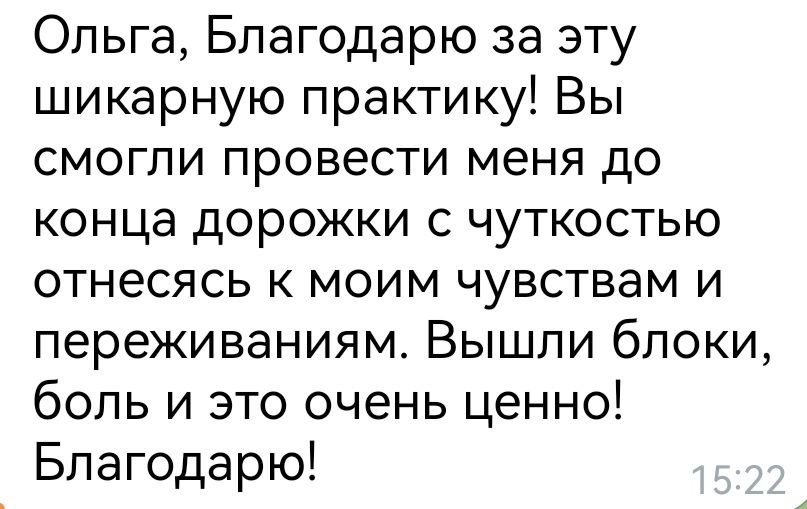 Ольга, Благодарю за эту
шикарную практику! Вы
смогли провести меня до
конца дорожки с чуткостью
отнесясь к моим чувствам и
переживаниям. Вышли блоки,
боль и это очень ценно!
Благодарю!
15:22